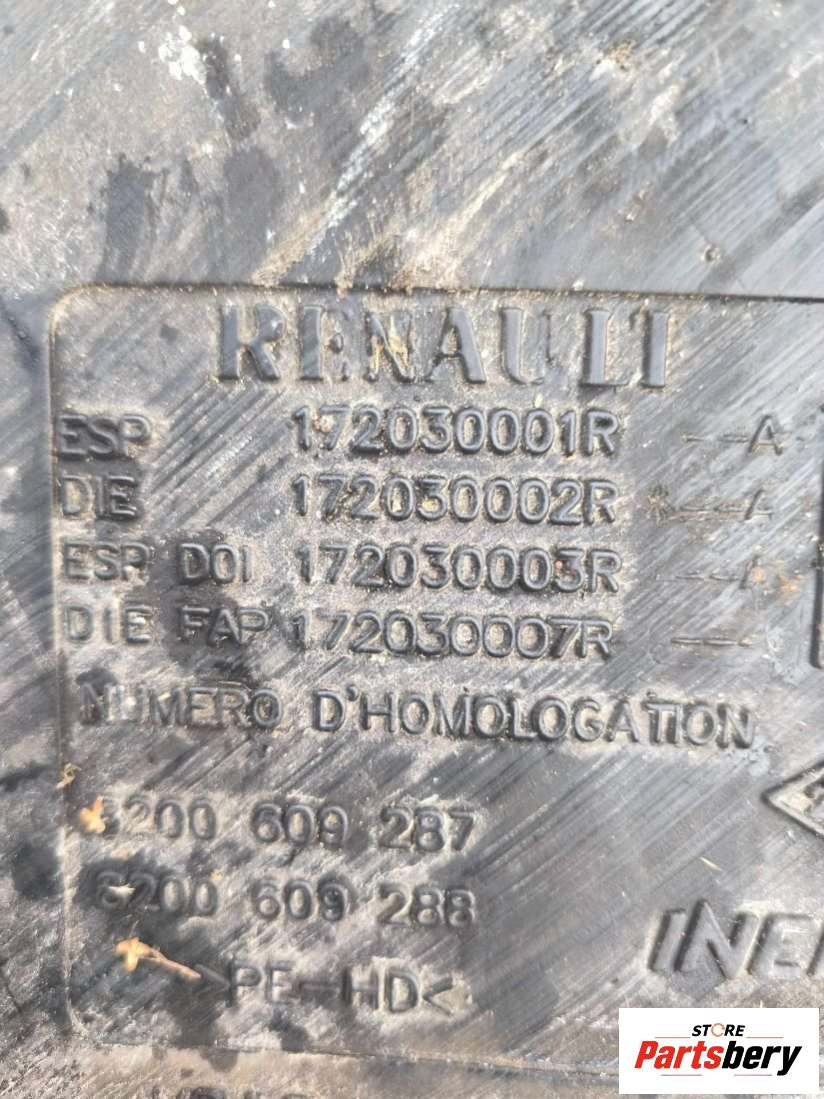 RENAULT
ESP 172030001R --A
DIE 172030002R ---A
ESP DOI 172030003R --A
DIE FAP 172030007R ---
NUMERO D'HOMOLOGATION
8200 609 287
8200 609 288
>PE-HD<
STORE
Partsbery